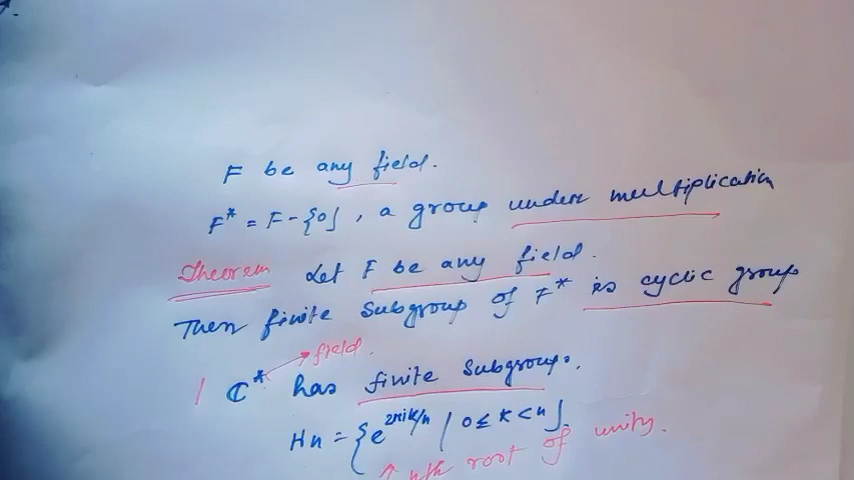 F be any field.
F* = F - {0}, a group under multiplication
Theorem Let F be any field.
Then finite Subgroup of F* is cyclic group
field.
1 ℂ* has finite Subgroups.
Hn = {e^2πik/n | 0 ≤ k < n}
nth root of unity.